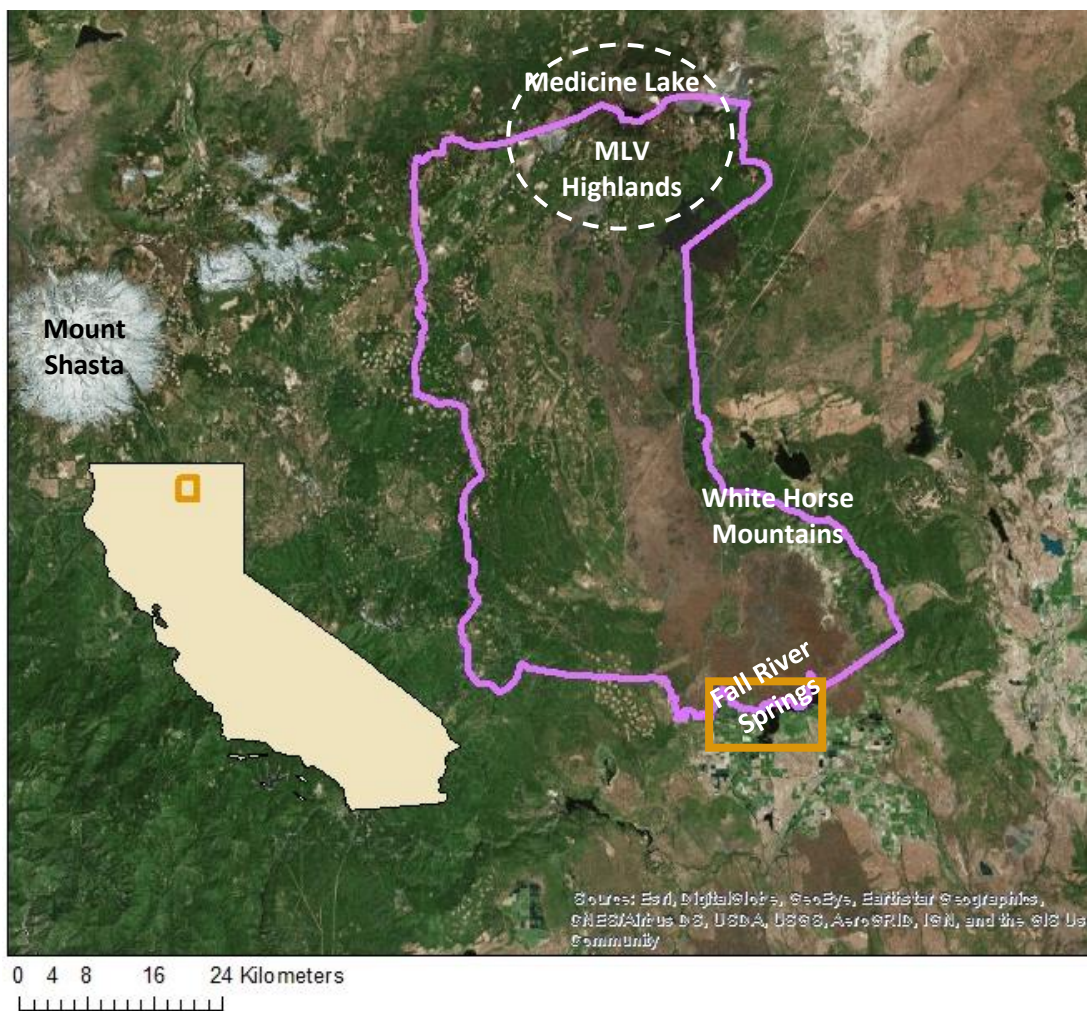 Medicine Lake
MLV
Highlands
Mount
Shasta
White Horse
Mountains
Fall River
Springs
Source: Esri, DigitalGlobe, GeoEye, Earthstar Geographics,
CNES/Airbus DS, USDA, USGS, AeroGRID, IGN, and the GIS Us
Community
0 4 8 16 24 Kilometers